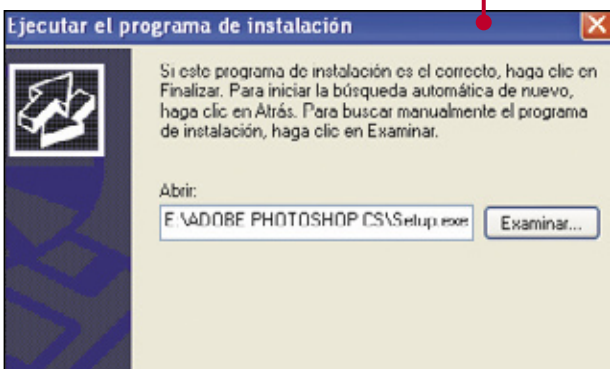 Ejecutar el programa de instalación
Si este programa de instalación es el correcto, haga clic en
Finalizar. Para iniciar la búsqueda automática de nuevo,
haga clic en Atrás. Para buscar manualmente el programa
de instalación, haga clic en Examinar.
Abrir:
E:\ADOBE PHOTOSHOP CS\Setup.exe
Examinar...